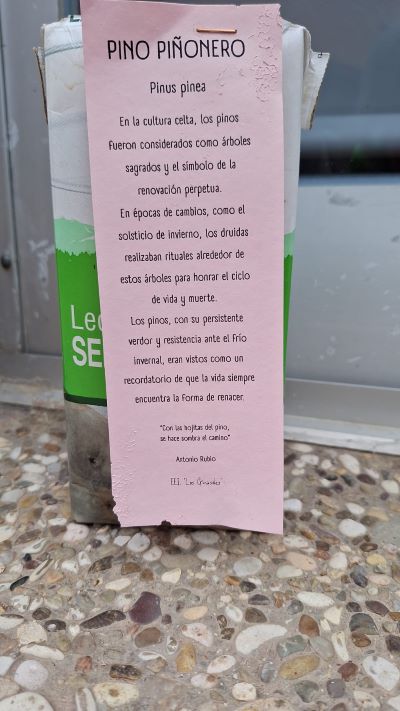 PINO PIÑONERO
Pinus pinea
En la cultura celta, los pinos
fueron considerados como árboles
sagrados y el símbolo de la
renovación perpetua.
En épocas de cambios, como el
solsticio de invierno, los druidas
realizaban rituales alrededor de
estos árboles para honrar el ciclo
de vida y muerte.
Los pinos, con su persistente
verdor y resistencia ante el frío
invernal, eran vistos como un
recordatorio de que la vida siempre
encuentra la forma de renacer.
"Con las hojitas del pino,
se hace sombra el camino"
Antonio Rubio
Le
SE